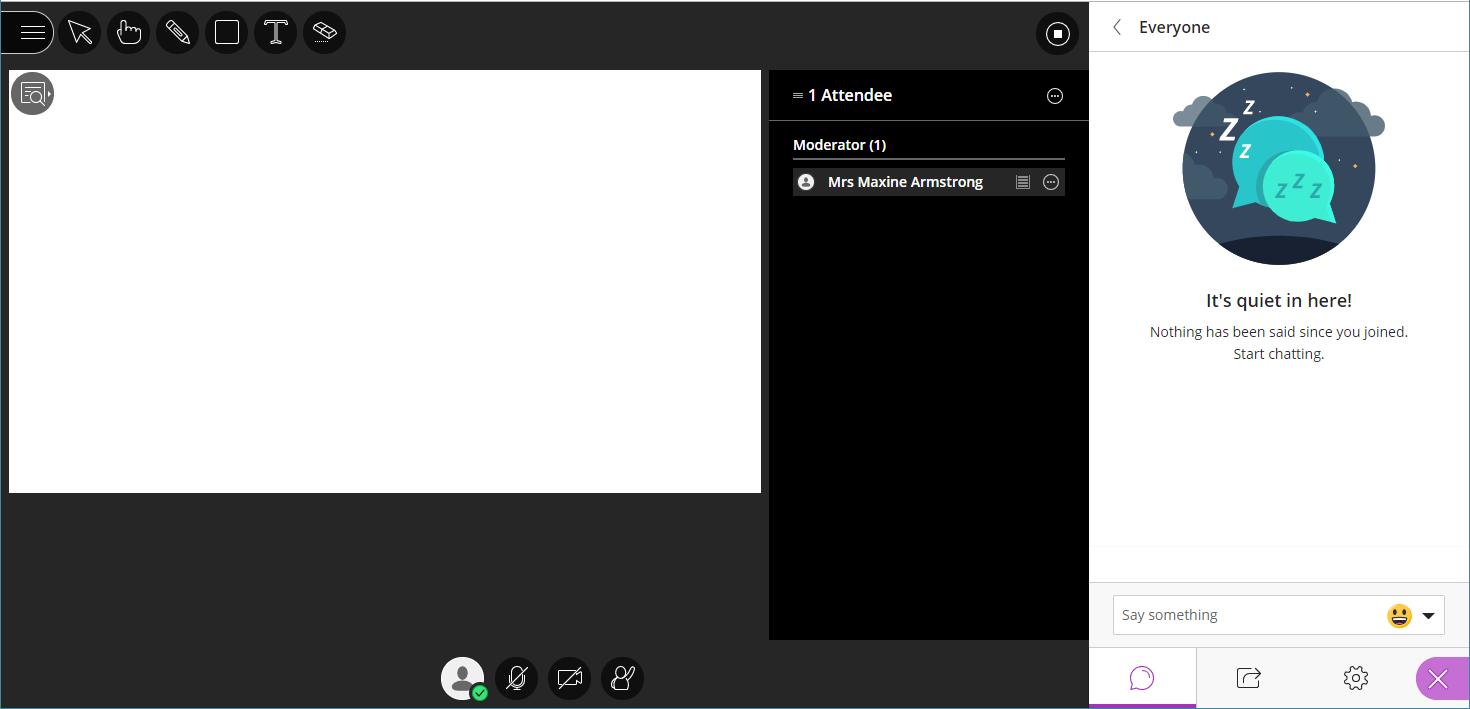 1 Attendee
Moderator (1)
Mrs Maxine Armstrong
Everyone
z
Z
z
z z z
It's quiet in here!
Nothing has been said since you joined.
Start chatting.
Say something